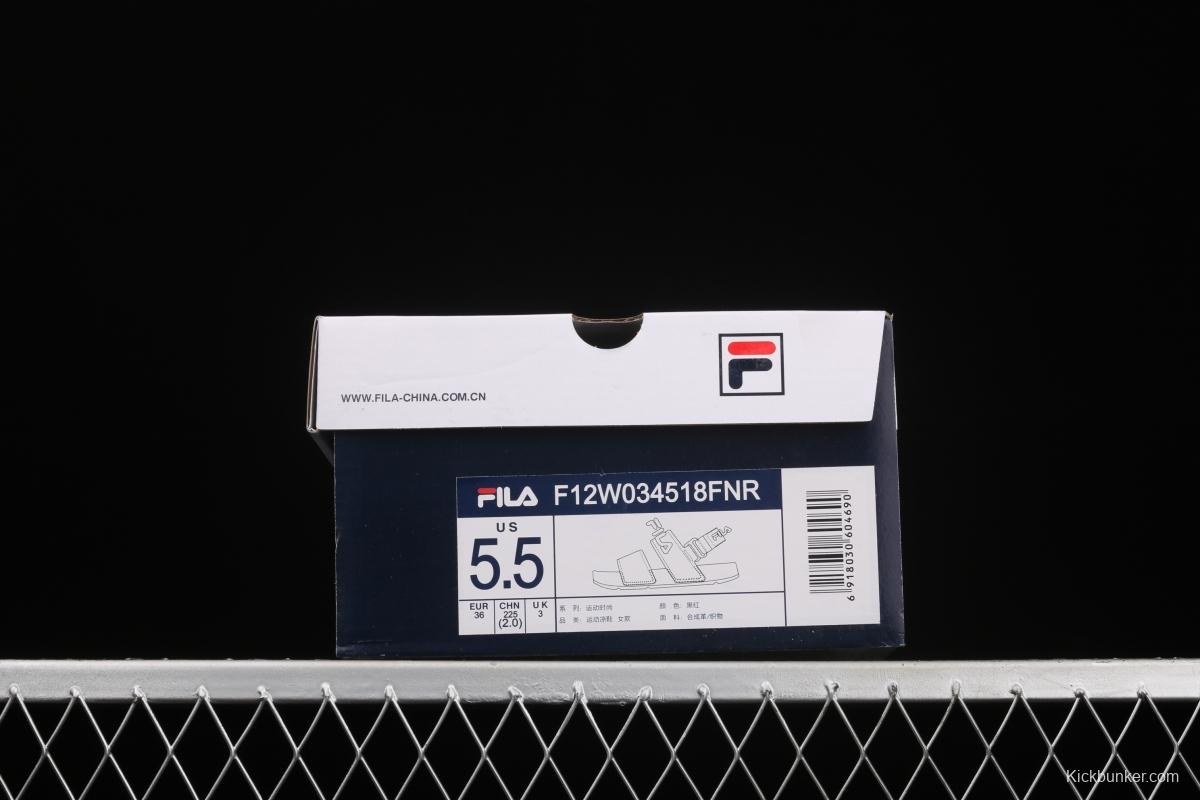 WWW.FILA-CHINA.COM.CN
F
FILA F12W034518FNR
US
5.5
EUR
36
CHN
225
(2.0)
UK
3
系 列: 运动时尚
颜 色: 黑红
品 类: 运动凉鞋 女款
面 料: 合成革/织物
6 918030 604690
Kickbunker.com